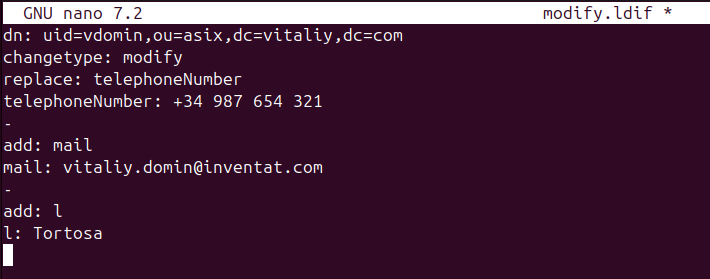 GNU nano 7.2 modify.ldif *
dn: uid=vdomin,ou=asix,dc=vitaliy,dc=com
changetype: modify
replace: telephoneNumber
telephoneNumber: +34 987 654 321
-
add: mail
mail: vitaliy.domin@inventat.com
-
add: l
l: Tortosa